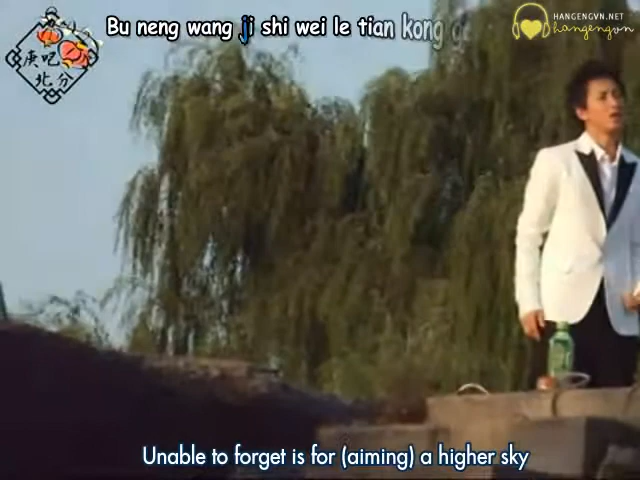 Bu neng wang ji shi wei le tian kong g
HANGENGVN.NET
hangengvn
庚吧
北分
Unable to forget is for (aiming) a higher sky